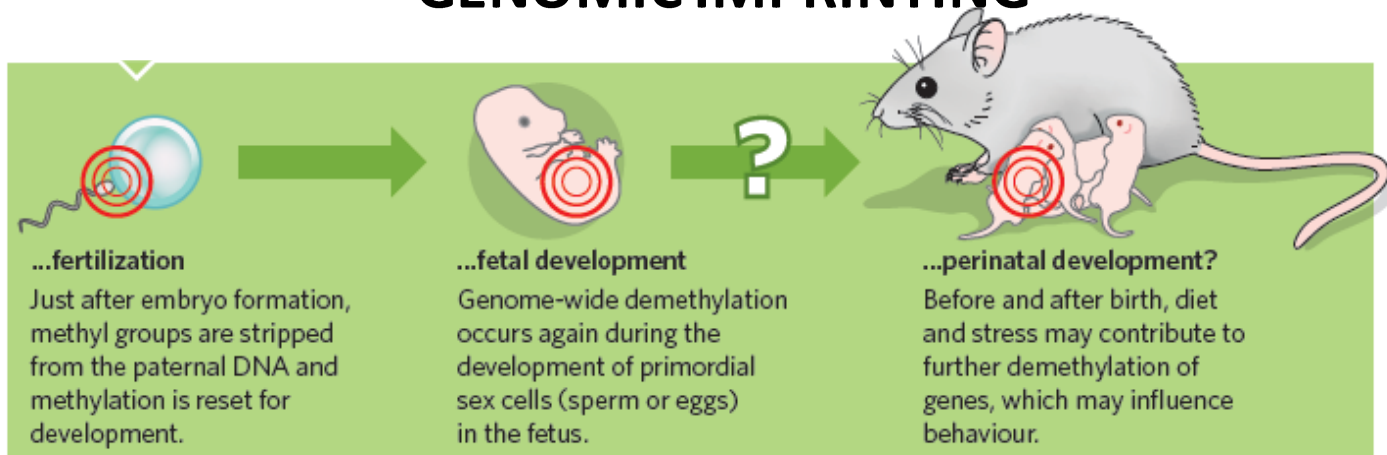 GENOMIC IMPRINTING
?
...fertilization
Just after embryo formation,
methyl groups are stripped
from the paternal DNA and
methylation is reset for
development.
...fetal development
Genome-wide demethylation
occurs again during the
development of primordial
sex cells (sperm or eggs)
in the fetus.
...perinatal development?
Before and after birth, diet
and stress may contribute to
further demethylation of
genes, which may influence
behaviour.